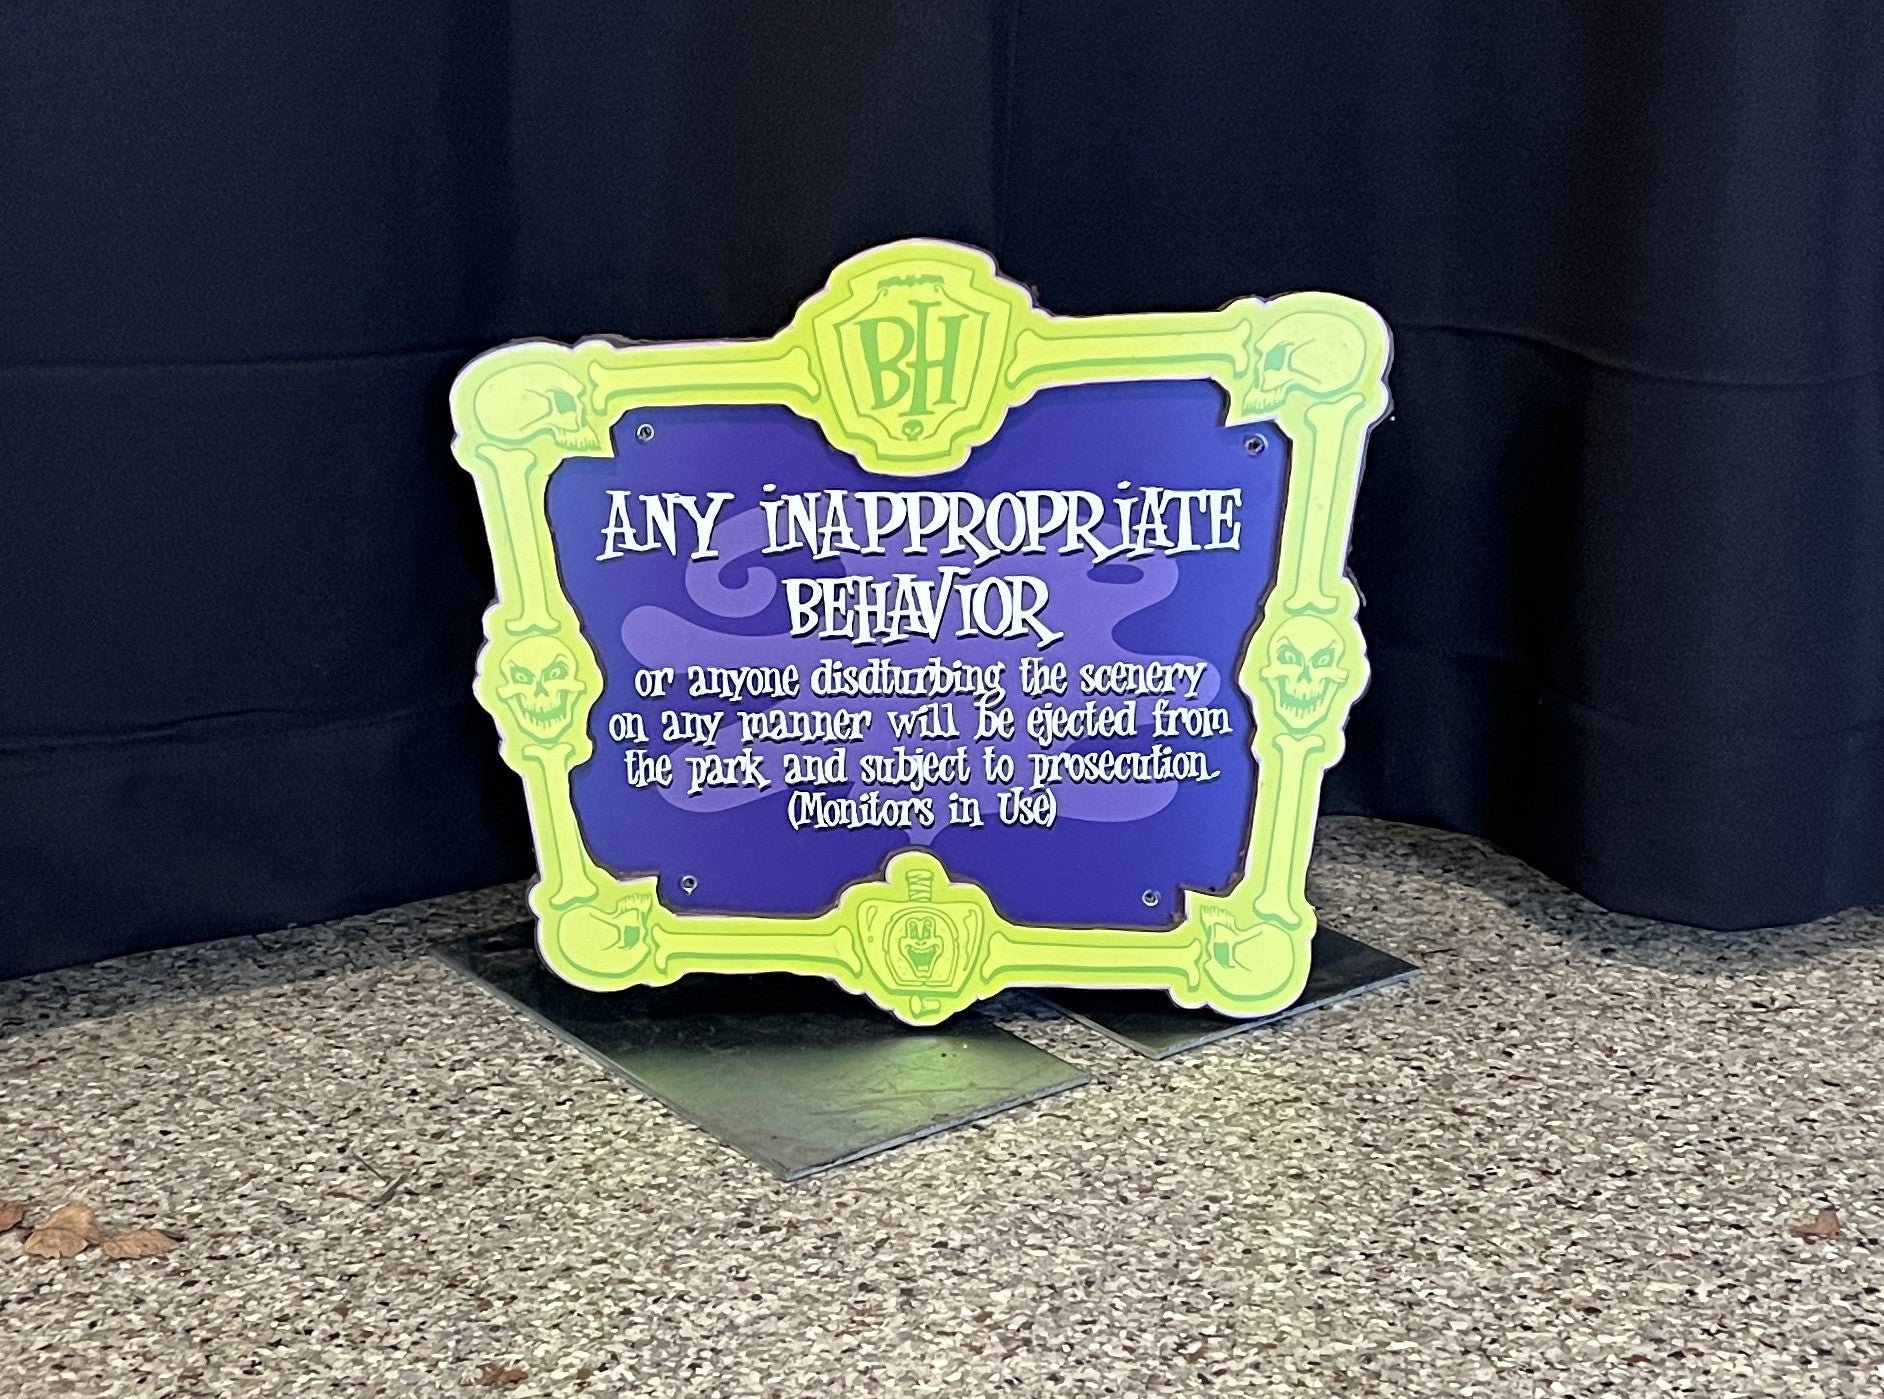 BH
ANY iNAPPROPRiATE
BEHAViOR
or anyone disdturbing the scenery
on any manner will be ejected from
the park and subject to prosecution.
(Monitors in Use)